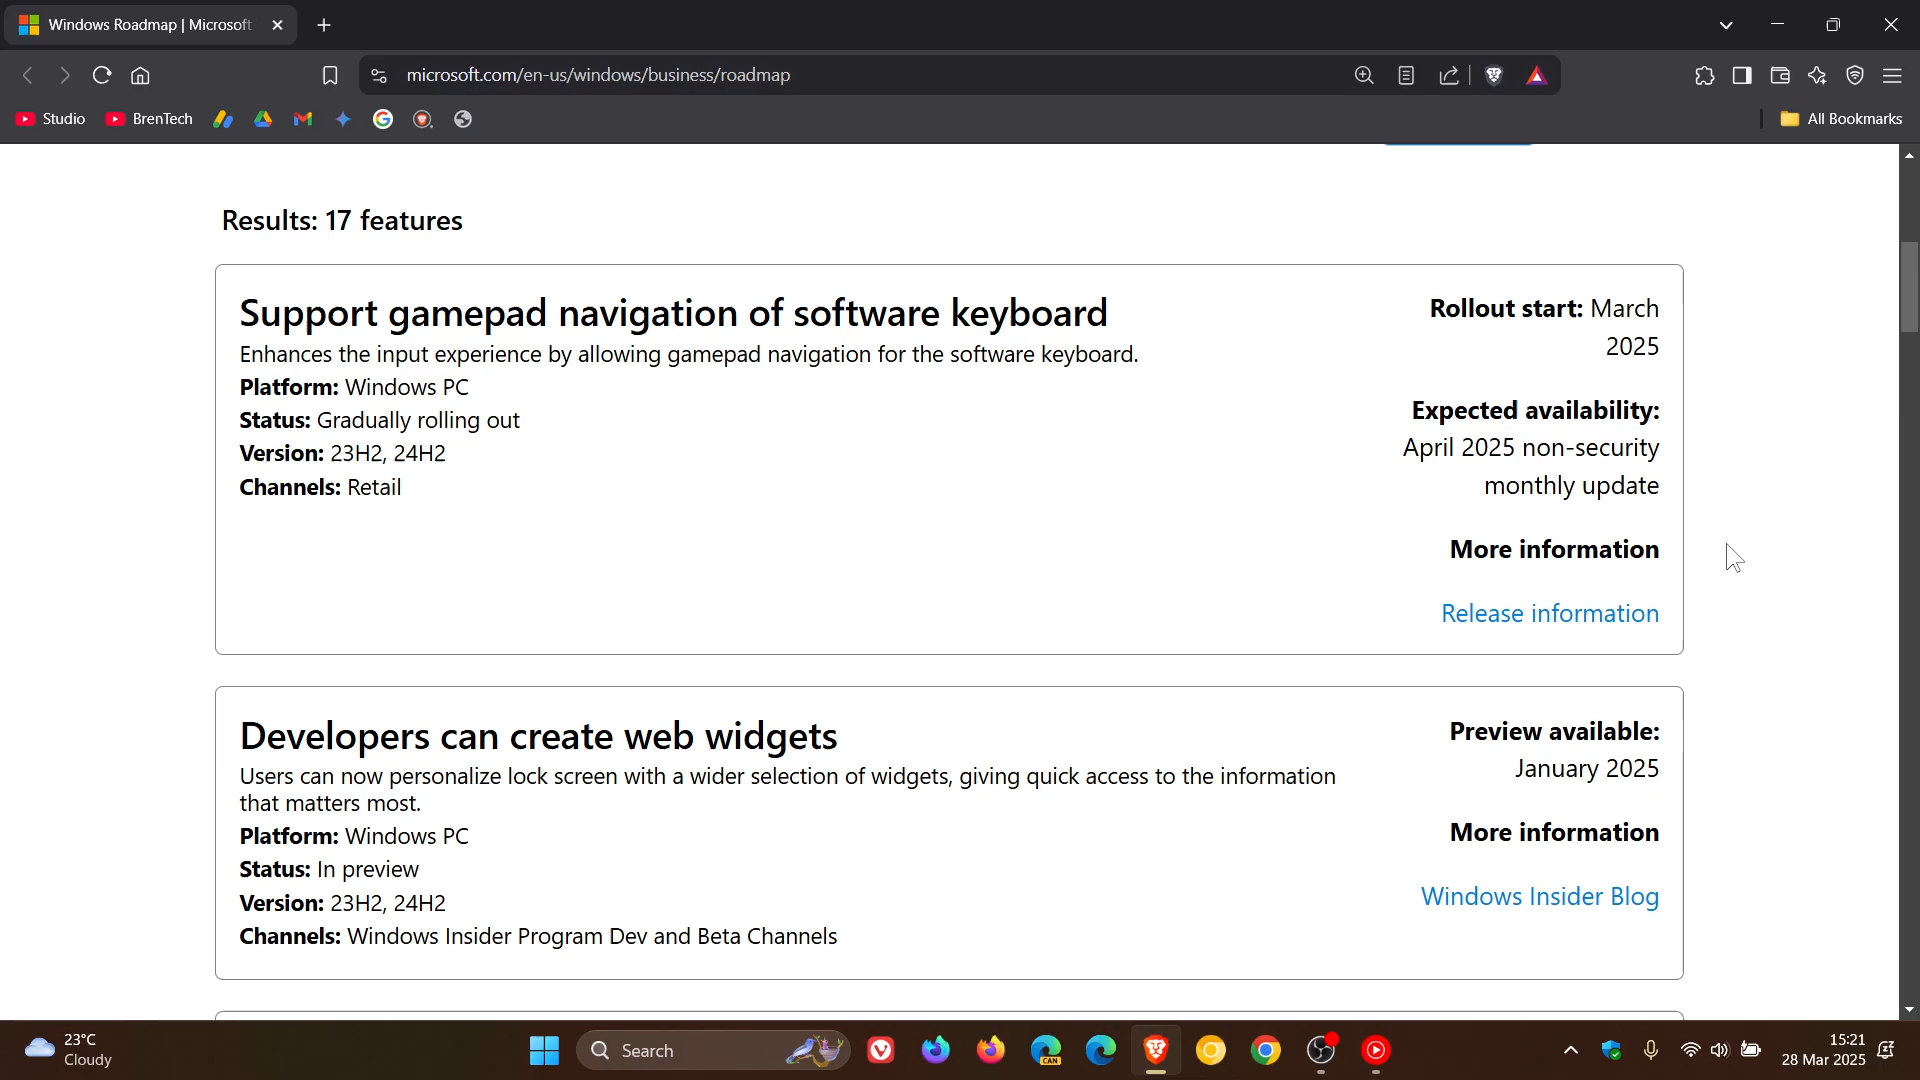 Windows Roadmap | Microsoft
microsoft.com/en-us/windows/business/roadmap
Studio
BrenTech
All Bookmarks
Results: 17 features
Support gamepad navigation of software keyboard
Enhances the input experience by allowing gamepad navigation for the software keyboard.
Platform: Windows PC
Status: Gradually rolling out
Version: 23H2, 24H2
Channels: Retail
Rollout start: March
2025
Expected availability:
April 2025 non-security
monthly update
More information
Release information
Developers can create web widgets
Users can now personalize lock screen with a wider selection of widgets, giving quick access to the information
that matters most.
Platform: Windows PC
Status: In preview
Version: 23H2, 24H2
Channels: Windows Insider Program Dev and Beta Channels
Preview available:
January 2025
More information
Windows Insider Blog
23°C
Cloudy
Search
CAN
15:21
28 Mar 2025